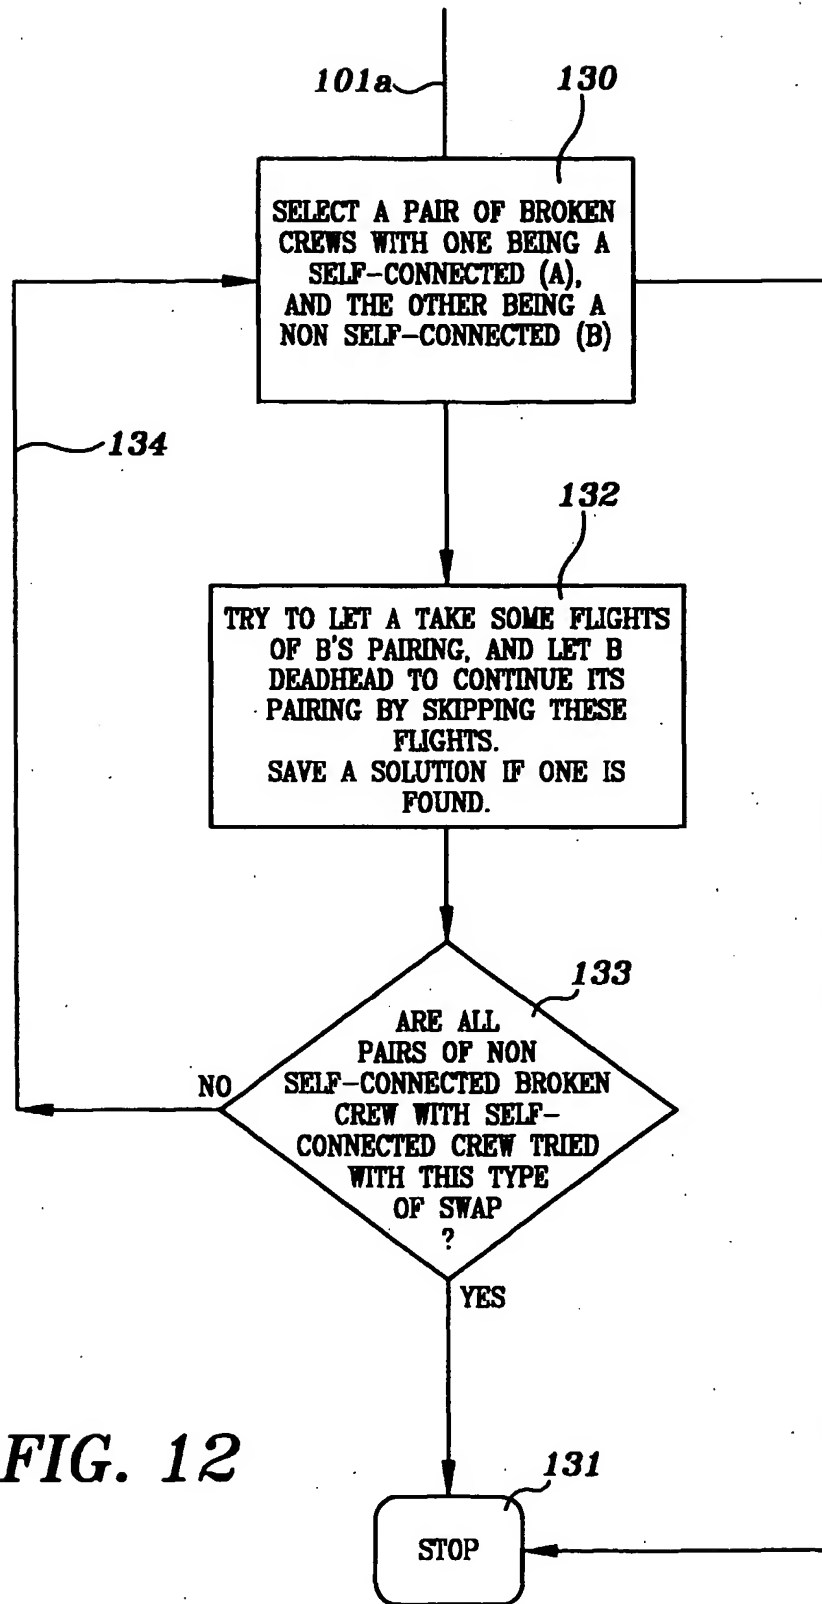 101a
130
SELECT A PAIR OF BROKEN
CREWS WITH ONE BEING A
SELF-CONNECTED (A),
AND THE OTHER BEING A
NON SELF-CONNECTED (B)
134
132
TRY TO LET A TAKE SOME FLIGHTS
OF B'S PAIRING, AND LET B
DEADHEAD TO CONTINUE ITS
PAIRING BY SKIPPING THESE
FLIGHTS.
SAVE A SOLUTION IF ONE IS
FOUND.
133
ARE ALL
PAIRS OF NON
SELF-CONNECTED BROKEN
CREW WITH SELF-
CONNECTED CREW TRIED
WITH THIS TYPE
OF SWAP
?
NO
YES
FIG. 12
131
STOP